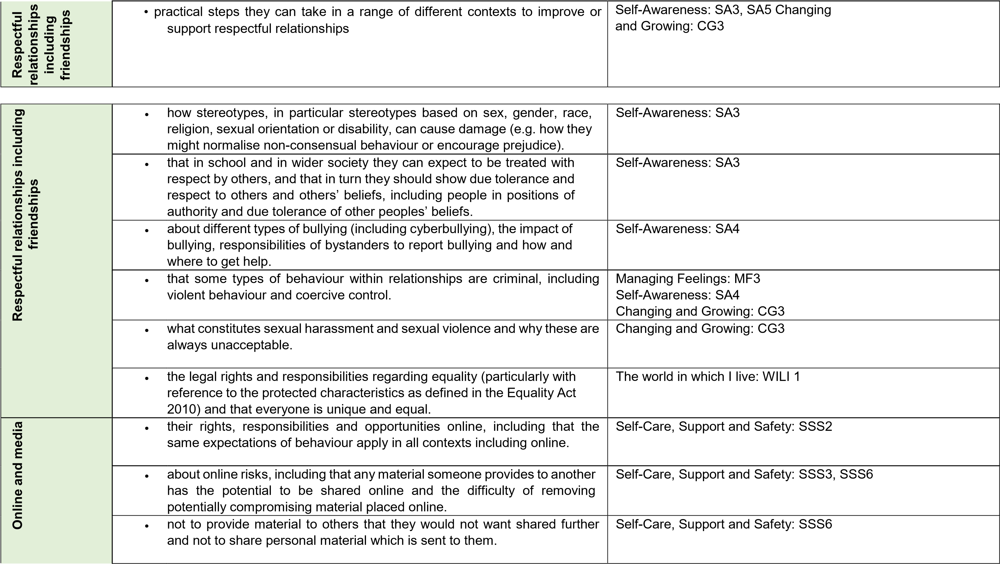 Respectful
relationships
including
friendships
• practical steps they can take in a range of different contexts to improve or
support respectful relationships
Self-Awareness: SA3, SA5 Changing
and Growing: CG3
Respectful relationships including
friendships
• how stereotypes, in particular stereotypes based on sex, gender, race,
religion, sexual orientation or disability, can cause damage (e.g. how they
might normalise non-consensual behaviour or encourage prejudice).
Self-Awareness: SA3
• that in school and in wider society they can expect to be treated with
respect by others, and that in turn they should show due tolerance and
respect to others and others’ beliefs, including people in positions of
authority and due tolerance of other peoples’ beliefs.
Self-Awareness: SA3
• about different types of bullying (including cyberbullying), the impact of
bullying, responsibilities of bystanders to report bullying and how and
where to get help.
Self-Awareness: SA4
• that some types of behaviour within relationships are criminal, including
violent behaviour and coercive control.
Managing Feelings: MF3
Self-Awareness: SA4
Changing and Growing: CG3
• what constitutes sexual harassment and sexual violence and why these are
always unacceptable.
Changing and Growing: CG3
• the legal rights and responsibilities regarding equality (particularly with
reference to the protected characteristics as defined in the Equality Act
2010) and that everyone is unique and equal.
The world in which I live: WILI 1
Online and media
• their rights, responsibilities and opportunities online, including that the
same expectations of behaviour apply in all contexts including online.
Self-Care, Support and Safety: SSS2
• about online risks, including that any material someone provides to another
has the potential to be shared online and the difficulty of removing
potentially compromising material placed online.
Self-Care, Support and Safety: SSS3, SSS6
• not to provide material to others that they would not want shared further
and not to share personal material which is sent to them.
Self-Care, Support and Safety: SSS6